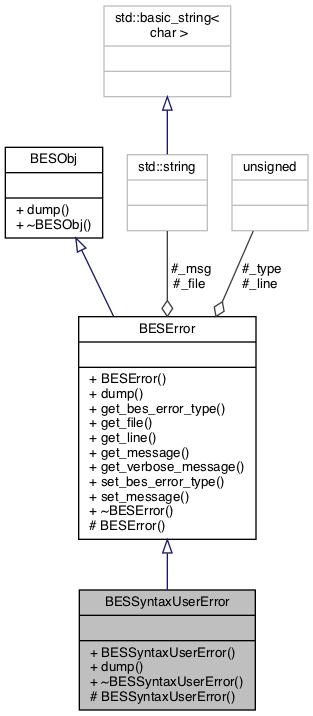 std::basic_string<
char >
BESObj
+ dump()
+ ~BESObj()
std::string
unsigned
#_msg
#_file
#_type
#_line
BESError
+ BESError()
+ dump()
+ get_bes_error_type()
+ get_file()
+ get_line()
+ get_message()
+ get_verbose_message()
+ set_bes_error_type()
+ set_message()
+ ~BESError()
# BESError()
BESSyntaxUserError
+ BESSyntaxUserError()
+ dump()
+ ~BESSyntaxUserError()
# BESSyntaxUserError()